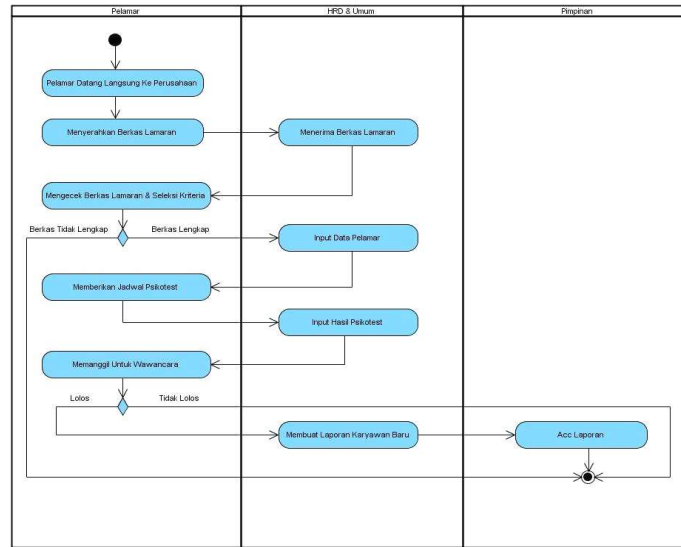 Pelamar
HRD & Umum
Pimpinan
Pelamar Datang Langsung Ke Perusahaan
Menyerahkan Berkas Lamaran
Menerima Berkas Lamaran
Mengecek Berkas Lamaran & Seleksi Kriteria
Berkas Tidak Lengkap
Berkas Lengkap
Input Data Pelamar
Memberikan Jadwal Psikotest
Input Hasil Psikotest
Memanggil Untuk Wawancara
Lolos
Tidak Lolos
Membuat Laporan Karyawan Baru
Acc Laporan